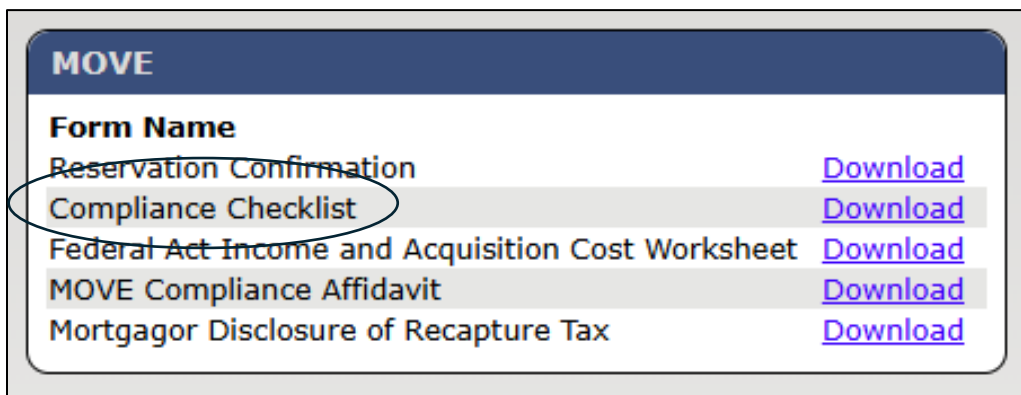 MOVE
Form Name
Reservation Confirmation Download
Compliance Checklist Download
Federal Act Income and Acquisition Cost Worksheet Download
MOVE Compliance Affidavit Download
Mortgagor Disclosure of Recapture Tax Download